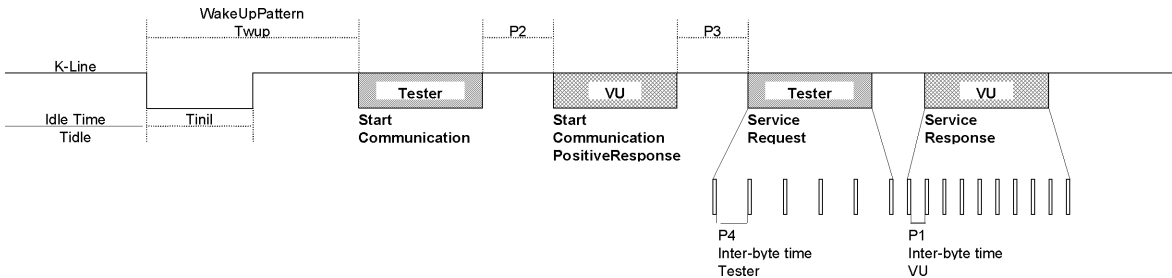 WakeUpPattern
Twup
P2
P3
K-Line
Tester
VU
Tester
VU
Idle Time
Tidle
Tinil
Start
Communication
Start
Communication
PositiveResponse
Service
Request
Service
Response
P4
Inter-byte time
Tester
P1
Inter-byte time
VU